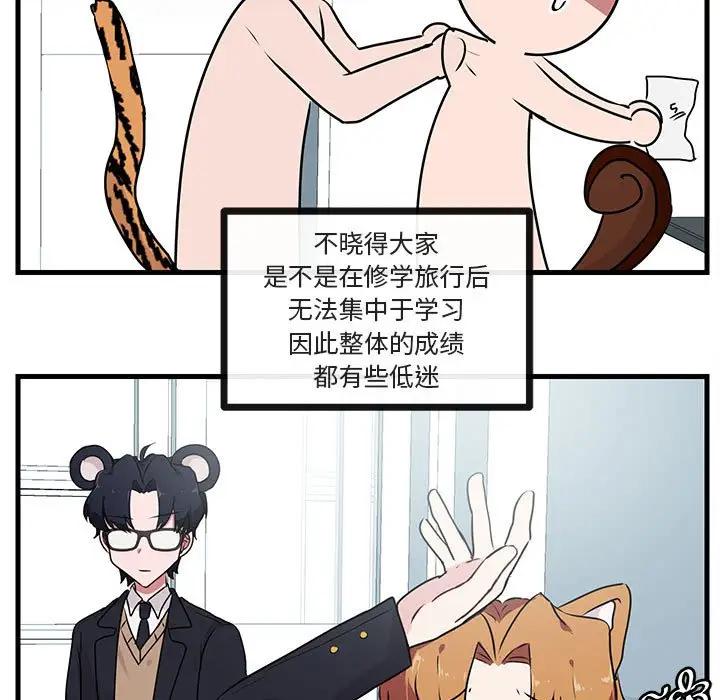 不晓得大家
是不是在修学旅行后
无法集中于学习
因此整体的成绩
都有些低迷